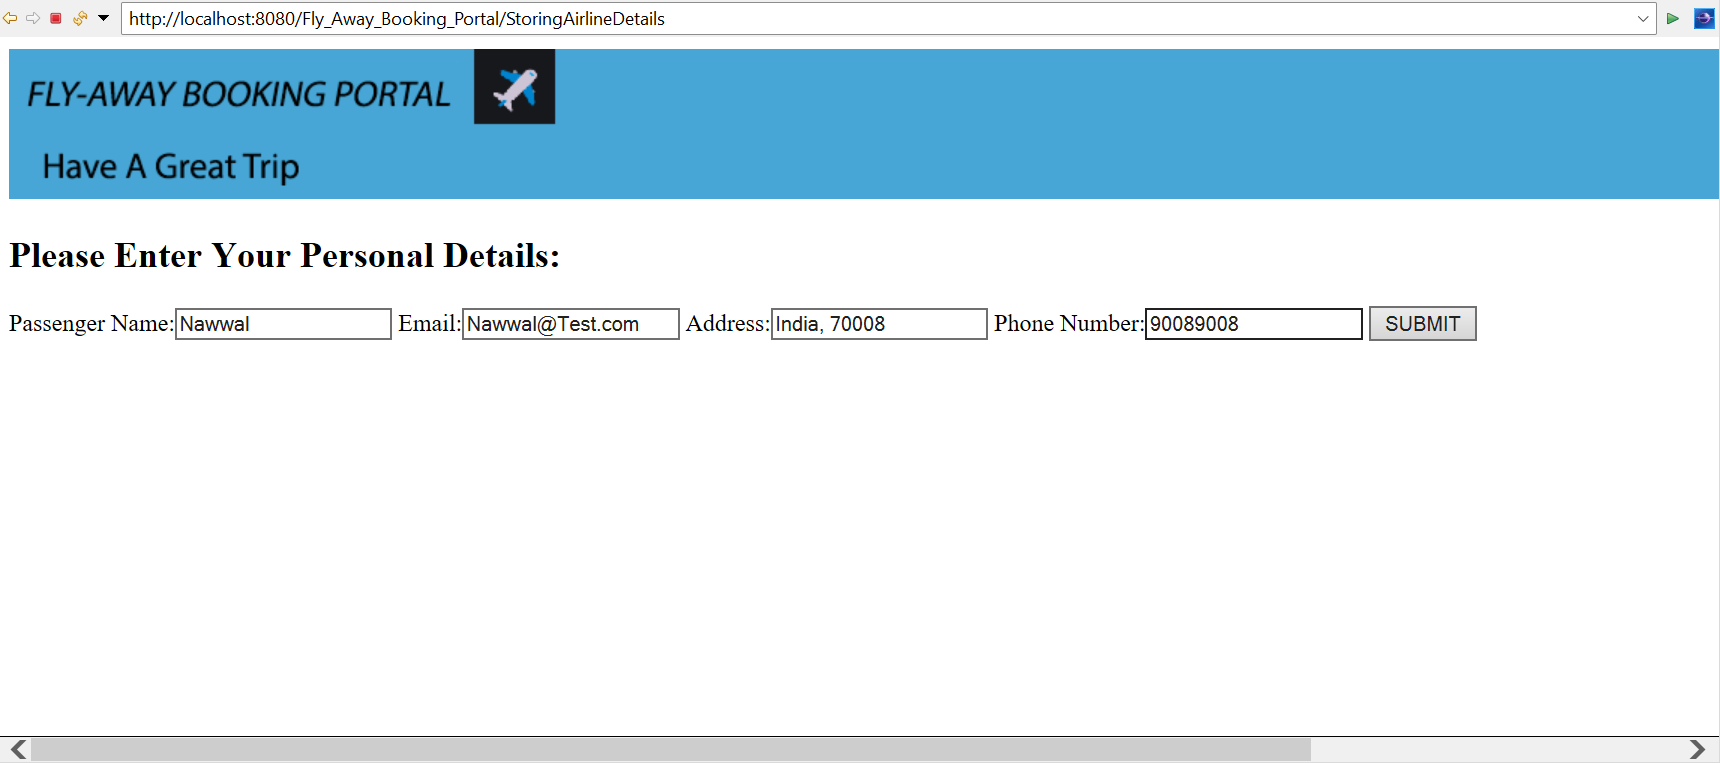 http://localhost:8080/Fly_Away_Booking_Portal/StoringAirlineDetails
FLY-AWAY BOOKING PORTAL
Have A Great Trip
Please Enter Your Personal Details:
Passenger Name: Nawwal Email: Nawwal@Test.com Address: India, 70008 Phone Number: 90089008 SUBMIT